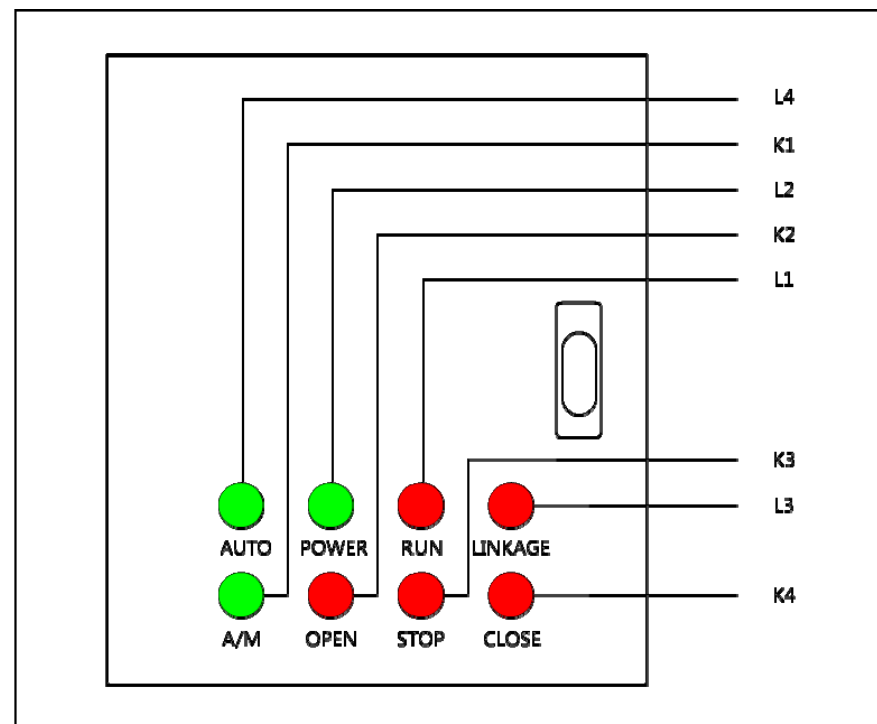 L4
K1
L2
K2
L1
K3
L3
AUTO POWER RUN LINKAGE
K4
A/M OPEN STOP CLOSE